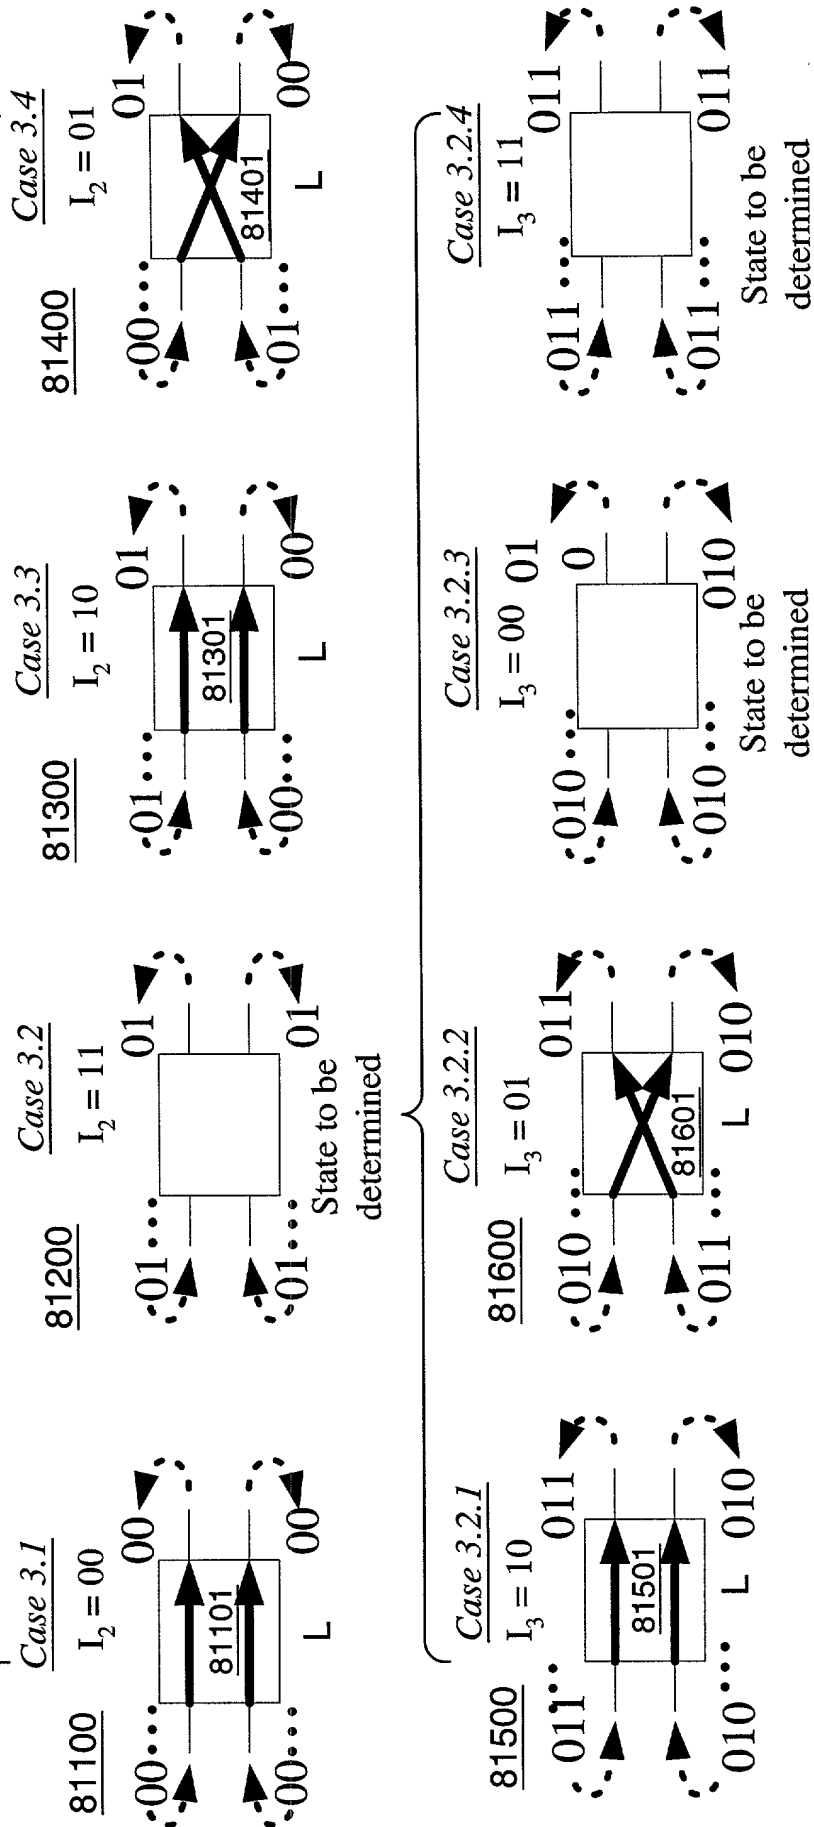 81100
Case 3.1
I2 = 00
00
00
00
00
81101
L
81200
Case 3.2
I2 = 11
01
01
01
01
State to be
determined
81300
Case 3.3
I2 = 10
01
01
00
00
81301
L
81400
Case 3.4
I2 = 01
00
01
01
00
81401
L
81500
Case 3.2.1
I3 = 10
011
011
010
010
81501
L
81600
Case 3.2.2
I3 = 01
010
011
011
010
81601
L
Case 3.2.3
I3 = 00
01
0
010
010
010
State to be
determined
Case 3.2.4
I3 = 11
011
011
011
011
State to be
determined